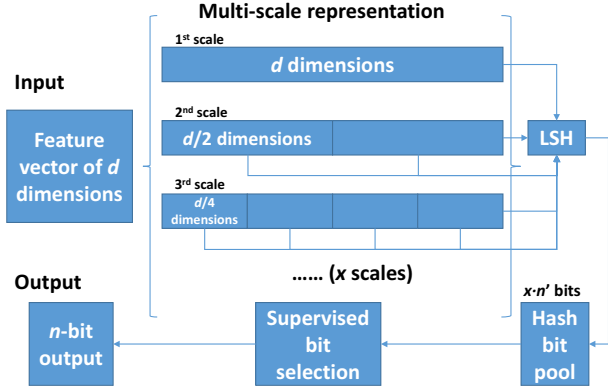 Multi-scale representation
1st scale
d dimensions
Input
Feature
vector of d
dimensions
2nd scale
d/2 dimensions
LSH
3rd scale
d/4
dimensions
...... (x scales)
Output
n-bit
output
Supervised
bit
selection
x·n' bits
Hash
bit
pool